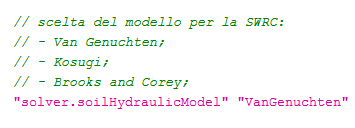 // scelta del modello per la SWRC:
// - Van Genuchten;
// - Kosugi;
// - Brooks and Corey;
"solver.soilHydraulicModel" "VanGenuchten"